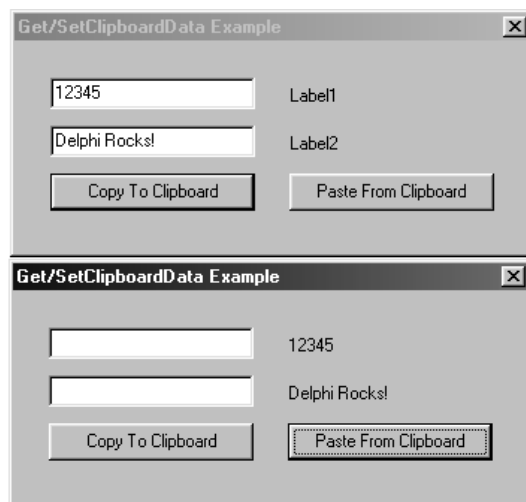 Get/SetClipboardData Example
12345 Label1
Delphi Rocks! Label2
Copy To Clipboard Paste From Clipboard
Get/SetClipboardData Example
12345
Delphi Rocks!
Copy To Clipboard Paste From Clipboard